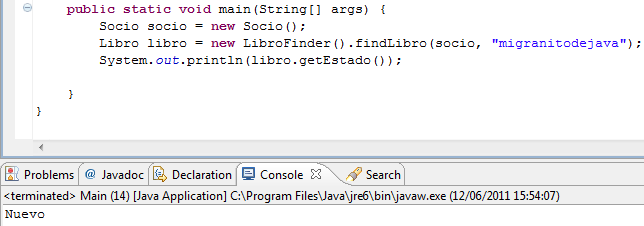 public static void main(String[] args) {
Socio socio = new Socio();
Libro libro = new LibroFinder().findLibro(socio, "migranitodejava");
System.out.println(libro.getEstado());
}
}
Problems @ Javadoc Declaration Console Search
<terminated> Main (14) [Java Application] C:\Program Files\Java\jre6\bin\javaw.exe (12/06/2011 15:54:07)
Nuevo